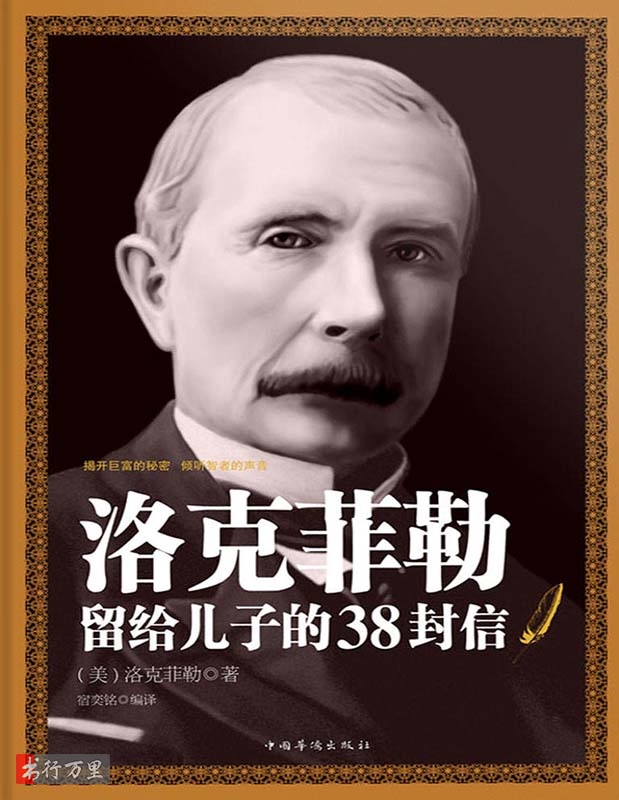 揭开巨富的秘密 倾听智者的声音
洛克菲勒
留给儿子的38封信
(美)洛克菲勒◎著
宿奕铭◎编译
中国华侨出版社
书行万里